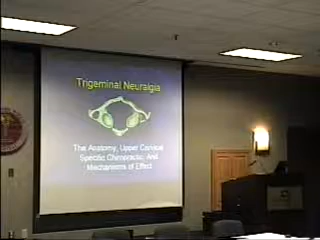 Trigeminal Neuralgia
The Anatomy, Upper Cervical
Specific Chiropractic, And
Mechanisms of Effect